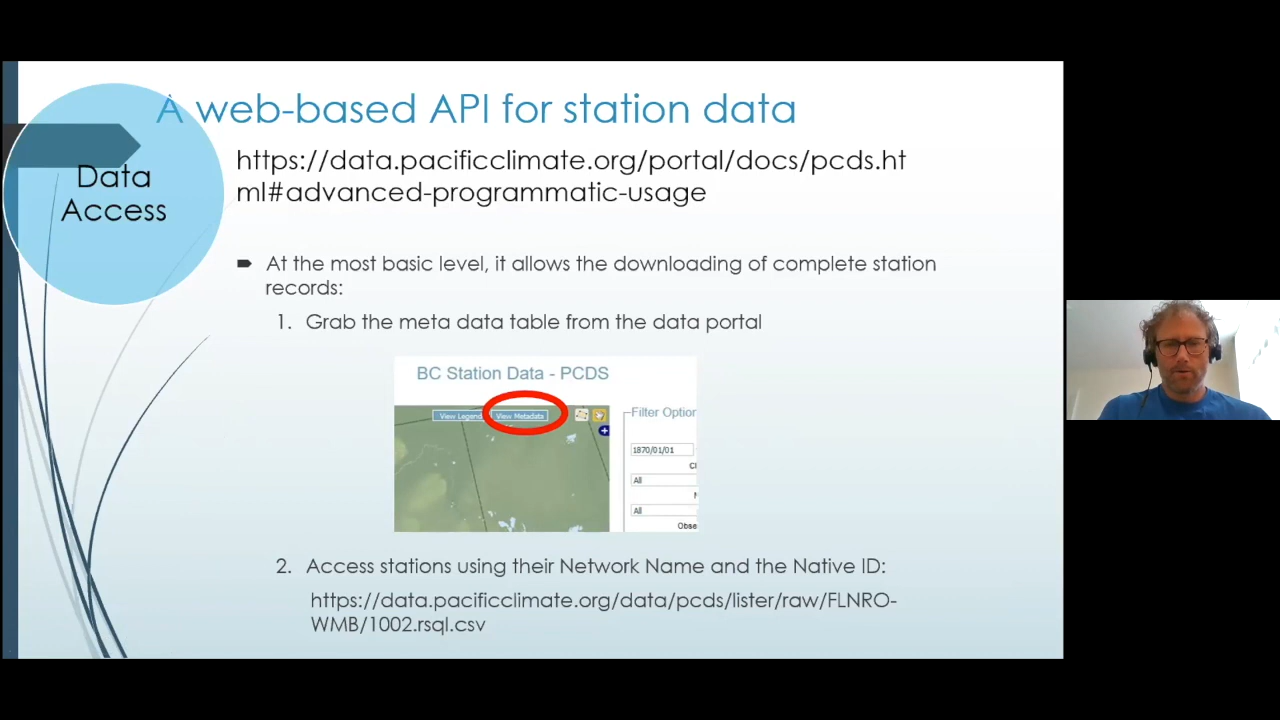 A web-based API for station data
Data
Access
https://data.pacificclimate.org/portal/docs/pcds.ht
ml#advanced-programmatic-usage
At the most basic level, it allows the downloading of complete station
records:
1. Grab the meta data table from the data portal
BC Station Data - PCDS
View Legend
View Metadata
Filter Option
1870/01/01
Cl
All
All
Obse
2. Access stations using their Network Name and the Native ID:
https://data.pacificclimate.org/data/pcds/lister/raw/FLNRO-
WMB/1002.rsql.csv